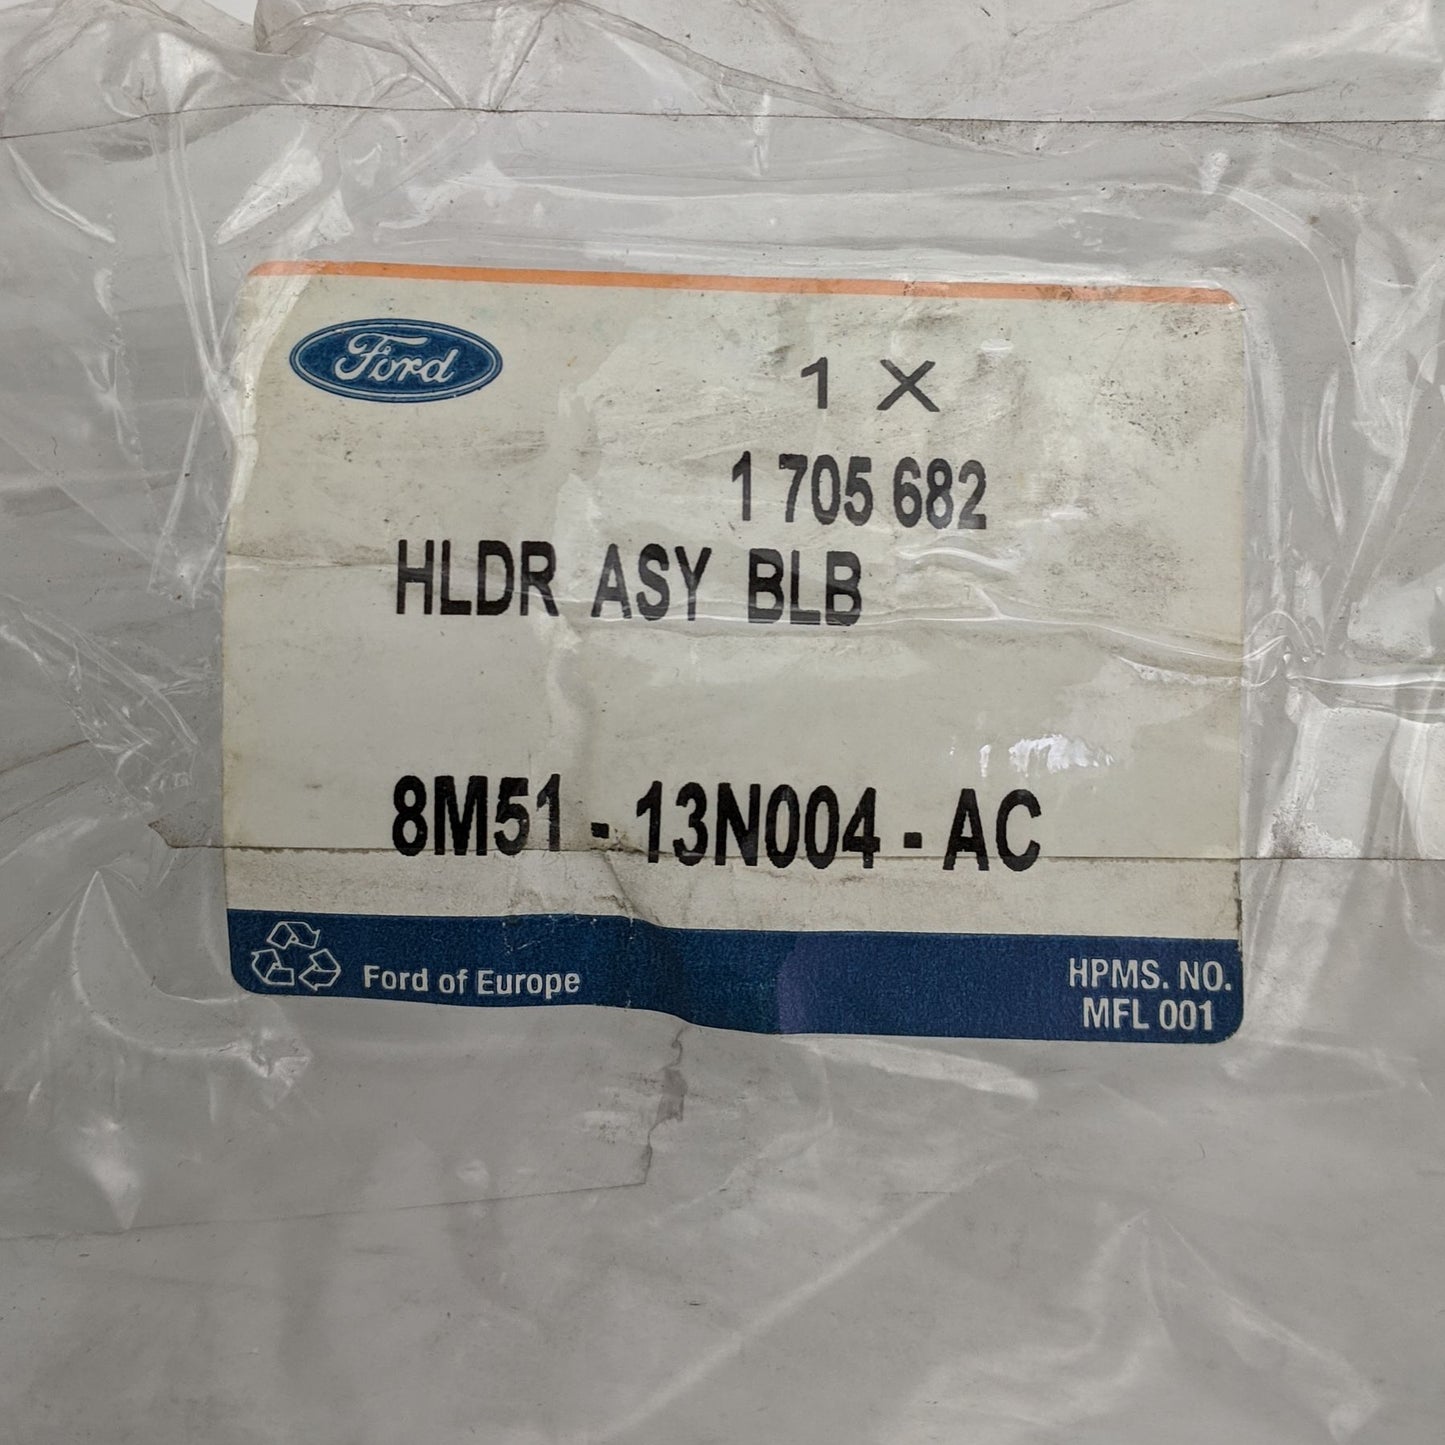 Ford
1 X
1 705 682
HLDR ASY BLB
8M51 - 13N004 - AC
Ford of Europe
HPMS. NO.
MFL 001